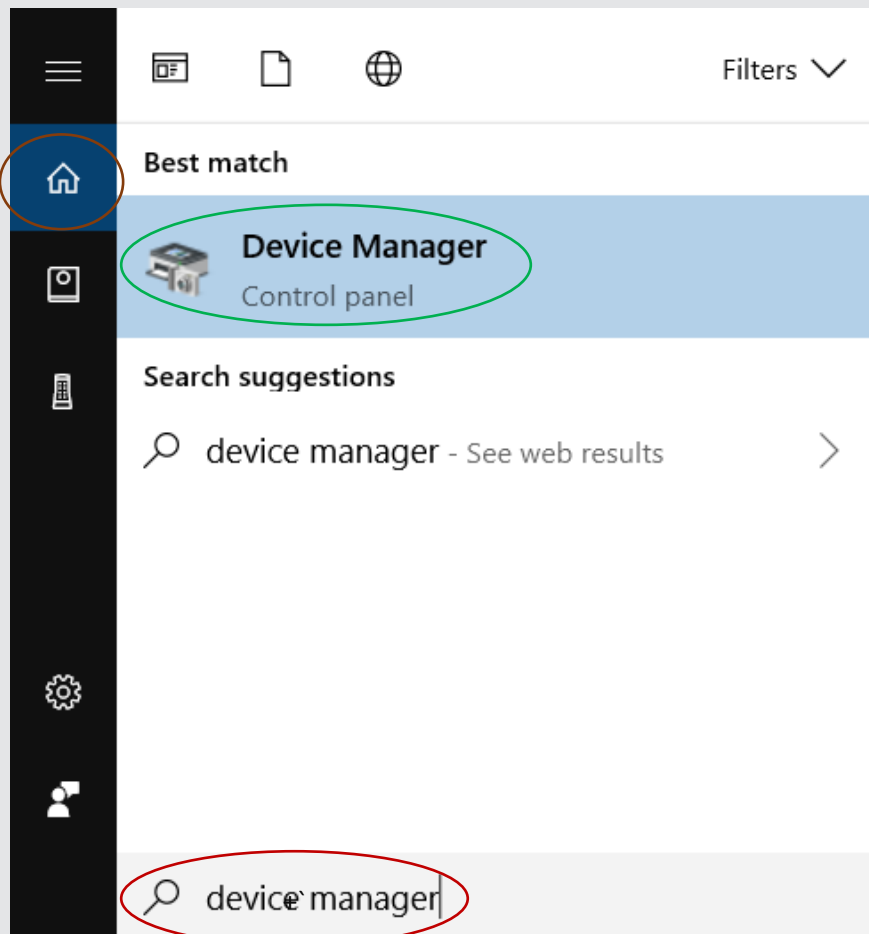 Filters
Best match
Device Manager
Control panel
Search suggestions
device manager - See web results
device manager